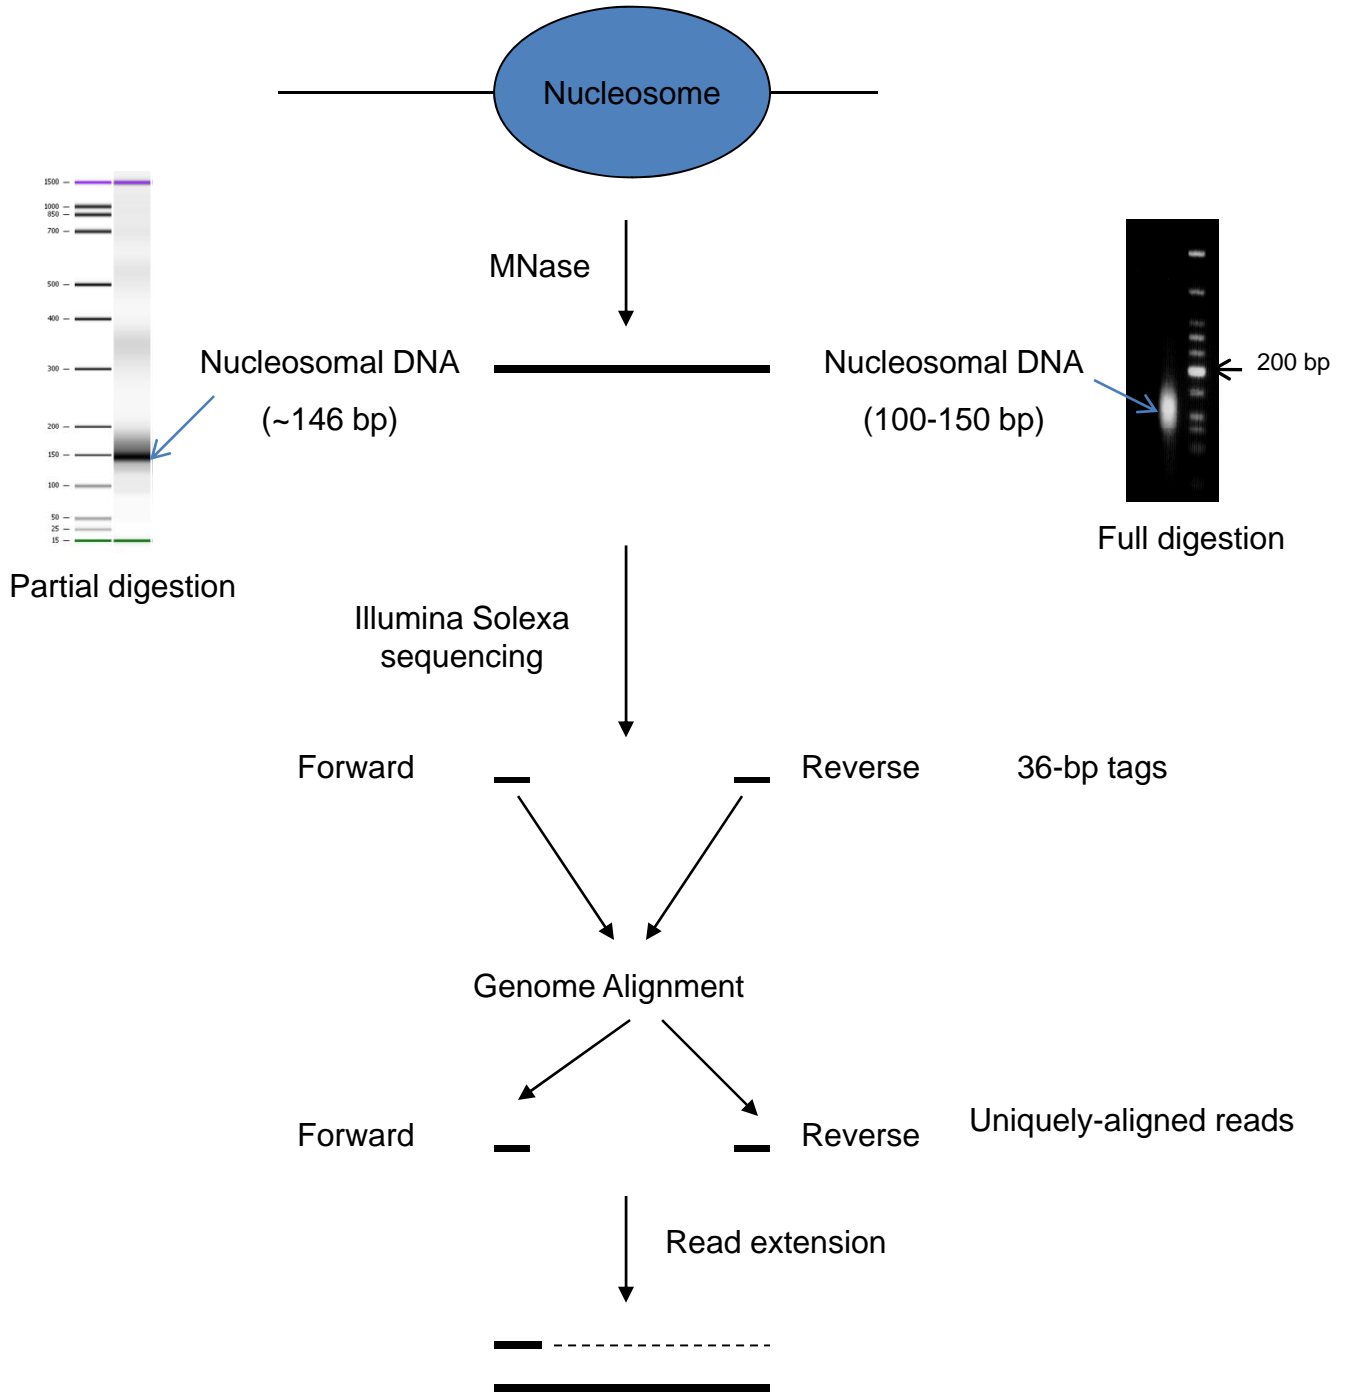 Nucleosome
1500
1000
850
700
500
400
300
200
150
100
50
25
15
MNase
Nucleosomal DNA
(~146 bp)
Nucleosomal DNA
(100-150 bp)
200 bp
Full digestion
Partial digestion
Illumina Solexa
sequencing
Forward
Reverse
36-bp tags
Genome Alignment
Forward
Reverse
Uniquely-aligned reads
Read extension